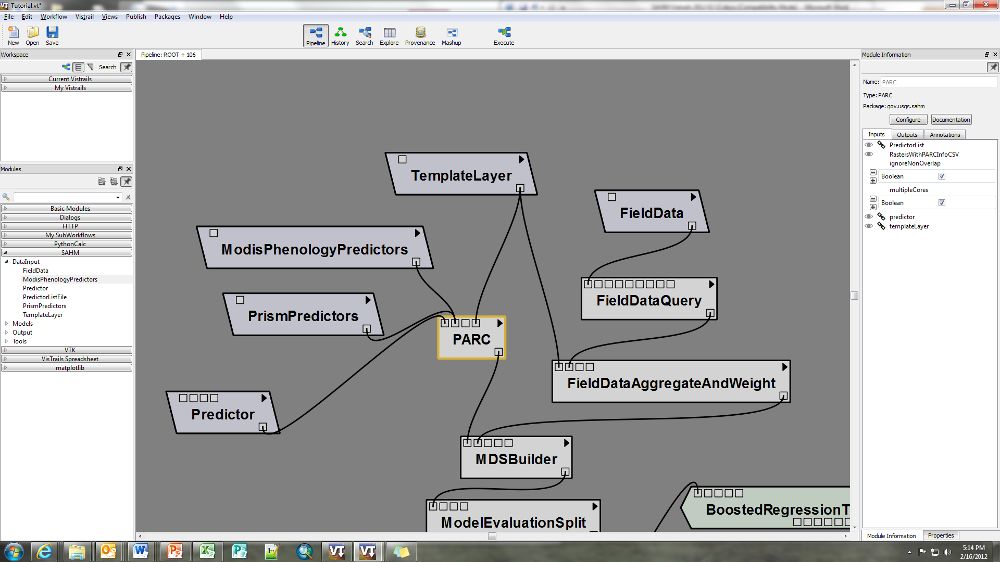 Tutorial.vt*
File Edit Workflow Vistrail Views Publish Packages Window Help
New Open Save Pipeline History Search Explore Provenance Mashup Execute
Workspace
Search
Current Vistrails
My Vistrails
Modules
Basic Modules
Dialogs
HTTP
My SubWorkflows
PythonCalc
SAHM
DataInput
FieldData
ModisPhenologyPredictors
Predictor
PredictorListFile
PrismPredictors
TemplateLayer
Models
Output
Tools
VTK
VisTrails Spreadsheet
matplotlib
Pipeline: ROOT + 106
TemplateLayer
FieldData
ModisPhenologyPredictors
FieldDataQuery
PrismPredictors
PARC
FieldDataAggregateAndWeight
Predictor
MDSBuilder
BoostedRegressionT
ModelEvaluationSplit
Module Information
Name: PARC
Type: PARC
Package: gov.usgs.sahm
Configure Documentation
Inputs Outputs Annotations
PredictorList
RastersWithPARCInfoCSV
ignoreNonOverlap
Boolean
multipleCores
Boolean
predictor
templateLayer
Module Information Properties
5:14 PM
2/16/2012